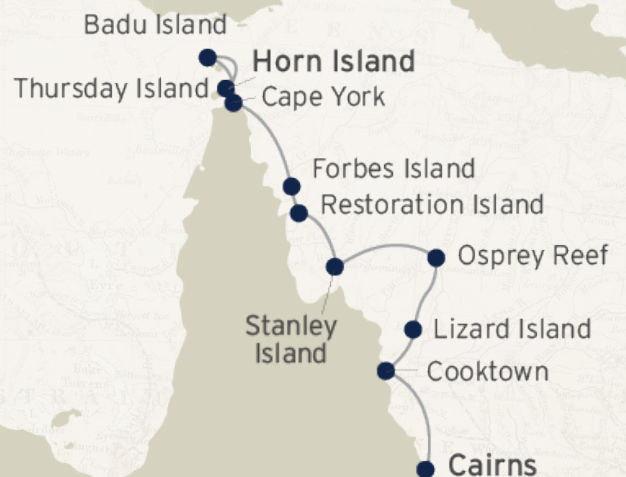 Badu Island
Horn Island
Thursday Island
Cape York
Forbes Island
Restoration Island
Osprey Reef
Stanley
Island
Lizard Island
Cooktown
Cairns